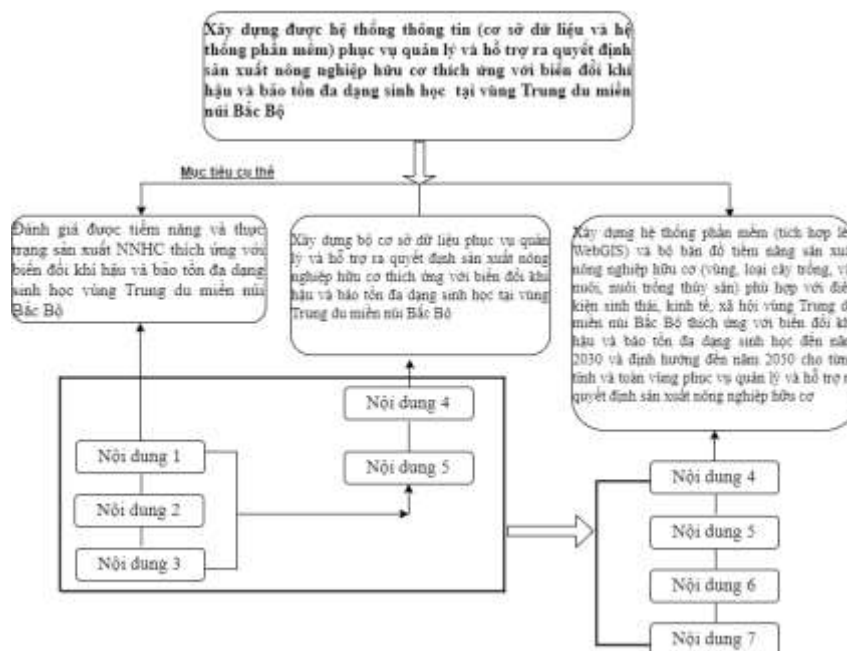 Xây dựng được hệ thống thông tin (cơ sở dữ liệu và hệ
thống phần mềm) phục vụ quản lý và hỗ trợ ra quyết định
sản xuất nông nghiệp hữu cơ thích ứng với biến đổi khí
hậu và bảo tồn đa dạng sinh học tại vùng Trung du miền
núi Bắc Bộ
Mục tiêu cụ thể
Đánh giá được tiềm năng và thực
trạng sản xuất NNHC thích ứng với
biến đổi khí hậu và bảo tồn đa dạng
sinh học vùng Trung du miền núi
Bắc Bộ
Xây dựng bộ cơ sở dữ liệu phục vụ quản
lý và hỗ trợ ra quyết định sản xuất nông
nghiệp hữu cơ thích ứng với biến đổi khí
hậu và bảo tồn đa dạng sinh học tại vùng
Trung du miền núi Bắc Bộ
Xây dựng hệ thống phần mềm (tích hợp lê
WebGIS) và bộ bản đồ tiềm năng sản xuấ
nông nghiệp hữu cơ (vùng, loại cây trồng, vậ
nuôi, nuôi trồng thủy sản) phù hợp với điề
kiện sinh thái, kinh tế, xã hội vùng Trung d
miền núi Bắc Bộ thích ứng với biến đổi kh
hậu và bảo tồn đa dạng sinh học đến năm
2030 và định hướng đến năm 2050 cho từn
tỉnh và toàn vùng phục vụ quản lý và hỗ trợ r
quyết định sản xuất nông nghiệp hữu cơ
Nội dung 4
Nội dung 5
Nội dung 1
Nội dung 2
Nội dung 3
Nội dung 4
Nội dung 5
Nội dung 6
Nội dung 7